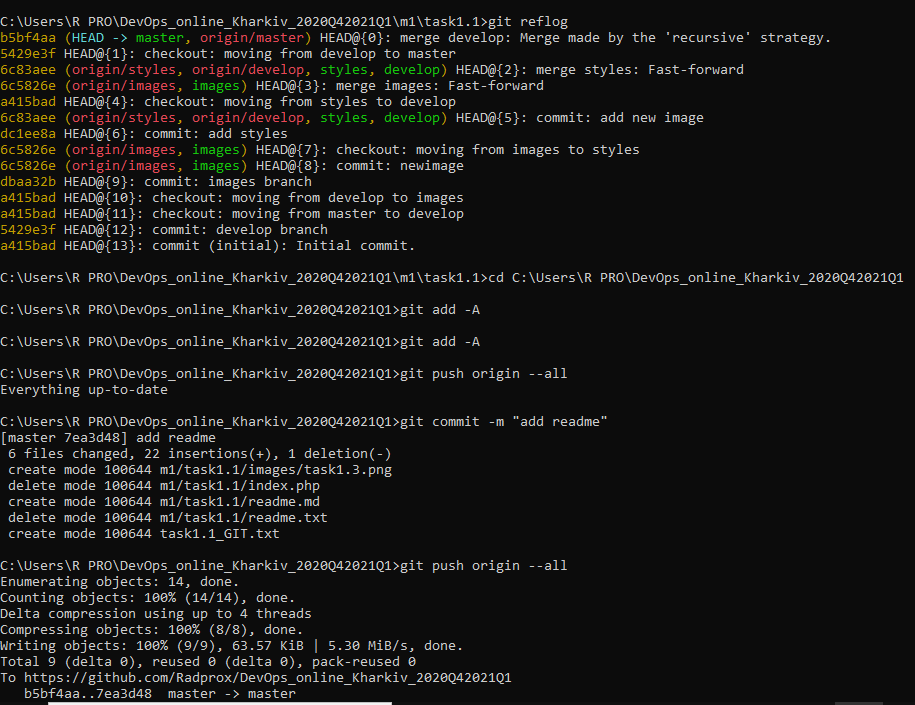 C:\Users\R PRO\DevOps_online_Kharkiv_2020Q42021Q1\m1\task1.1>git reflog
b5bf4aa (HEAD -> master, origin/master) HEAD@{0}: merge develop: Merge made by the 'recursive' strategy.
5429e3f HEAD@{1}: checkout: moving from develop to master
6c83aee (origin/styles, origin/develop, styles, develop) HEAD@{2}: merge styles: Fast-forward
6c5826e (origin/images, images) HEAD@{3}: merge images: Fast-forward
a415bad HEAD@{4}: checkout: moving from styles to develop
6c83aee (origin/styles, origin/develop, styles, develop) HEAD@{5}: commit: add new image
dc1ee8a HEAD@{6}: commit: add styles
6c5826e (origin/images, images) HEAD@{7}: checkout: moving from images to styles
6c5826e (origin/images, images) HEAD@{8}: commit: newimage
dbaa32b HEAD@{9}: commit: images branch
a415bad HEAD@{10}: checkout: moving from develop to images
a415bad HEAD@{11}: checkout: moving from master to develop
5429e3f HEAD@{12}: commit: develop branch
a415bad HEAD@{13}: commit (initial): Initial commit.
C:\Users\R PRO\DevOps_online_Kharkiv_2020Q42021Q1\m1\task1.1>cd C:\Users\R PRO\DevOps_online_Kharkiv_2020Q42021Q1
C:\Users\R PRO\DevOps_online_Kharkiv_2020Q42021Q1>git add -A
C:\Users\R PRO\DevOps_online_Kharkiv_2020Q42021Q1>git add -A
C:\Users\R PRO\DevOps_online_Kharkiv_2020Q42021Q1>git push origin --all
Everything up-to-date
C:\Users\R PRO\DevOps_online_Kharkiv_2020Q42021Q1>git commit -m "add readme"
[master 7ea3d48] add readme
 6 files changed, 22 insertions(+), 1 deletion(-)
 create mode 100644 m1/task1.1/images/task1.3.png
 delete mode 100644 m1/task1.1/index.php
 create mode 100644 m1/task1.1/readme.md
 delete mode 100644 m1/task1.1/readme.txt
 create mode 100644 task1.1_GIT.txt
C:\Users\R PRO\DevOps_online_Kharkiv_2020Q42021Q1>git push origin --all
Enumerating objects: 14, done.
Counting objects: 100% (14/14), done.
Delta compression using up to 4 threads
Compressing objects: 100% (8/8), done.
Writing objects: 100% (9/9), 63.57 KiB | 5.30 MiB/s, done.
Total 9 (delta 0), reused 0 (delta 0), pack-reused 0
To https://github.com/Radprox/DevOps_online_Kharkiv_2020Q42021Q1
   b5bf4aa..7ea3d48  master -> master